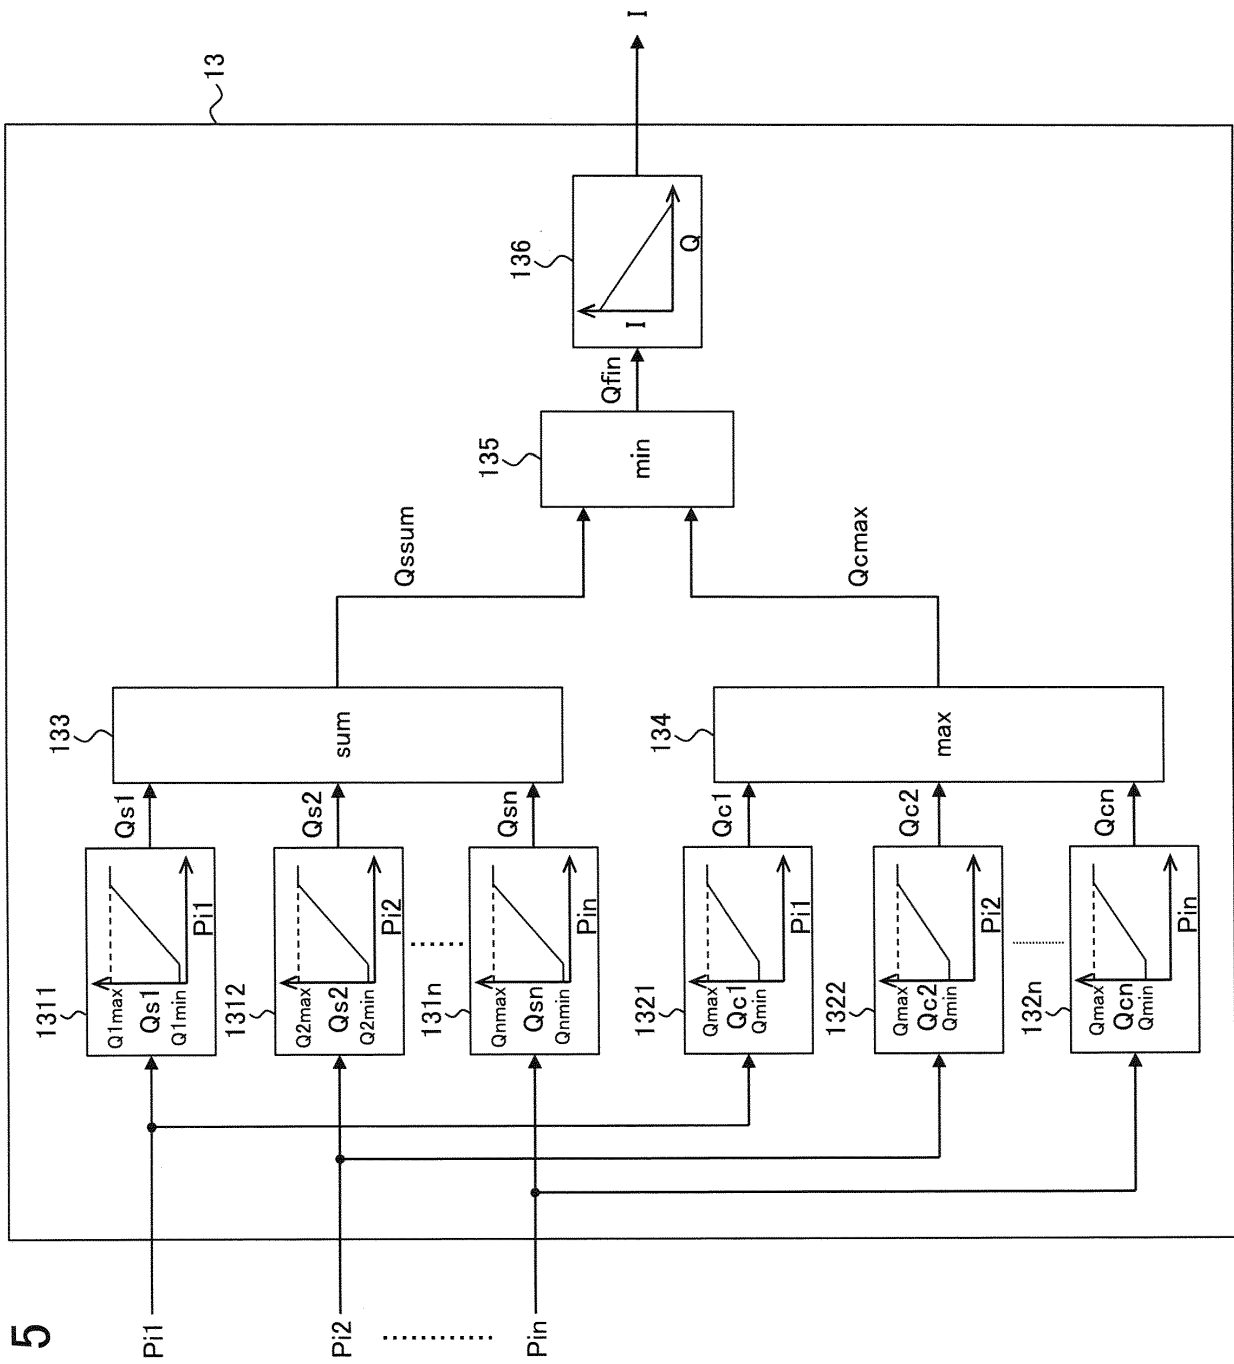 5
13
Pi1
Pi2
Pin
1311
Q1max
Qs1
Q1min
Pi1
Qs1
1312
Q2max
Qs2
Q2min
Pi2
Qs2
131n
Qnmax
Qsn
Qnmin
Pin
Qsn
1321
Qmax
Qc1
Qmin
Pi1
Qc1
1322
Qmax
Qc2
Qmin
Pi2
Qc2
132n
Qmax
Qcn
Qmin
Pin
Qcn
133
sum
134
max
Qssum
Qcmax
135
min
Qfin
136
I
Q
I